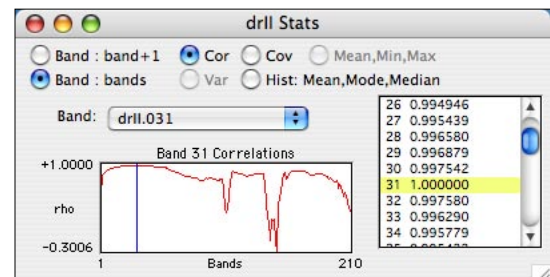 drII Stats
Band : band+1 Cor Cov Mean,Min,Max
Band : bands Var Hist: Mean,Mode,Median
Band: drII.031
Band 31 Correlations
+1.0000
rho
-0.3006
1 Bands 210
26 0.994946
27 0.995439
28 0.996580
29 0.996879
30 0.997542
31 1.000000
32 0.997580
33 0.996290
34 0.995779